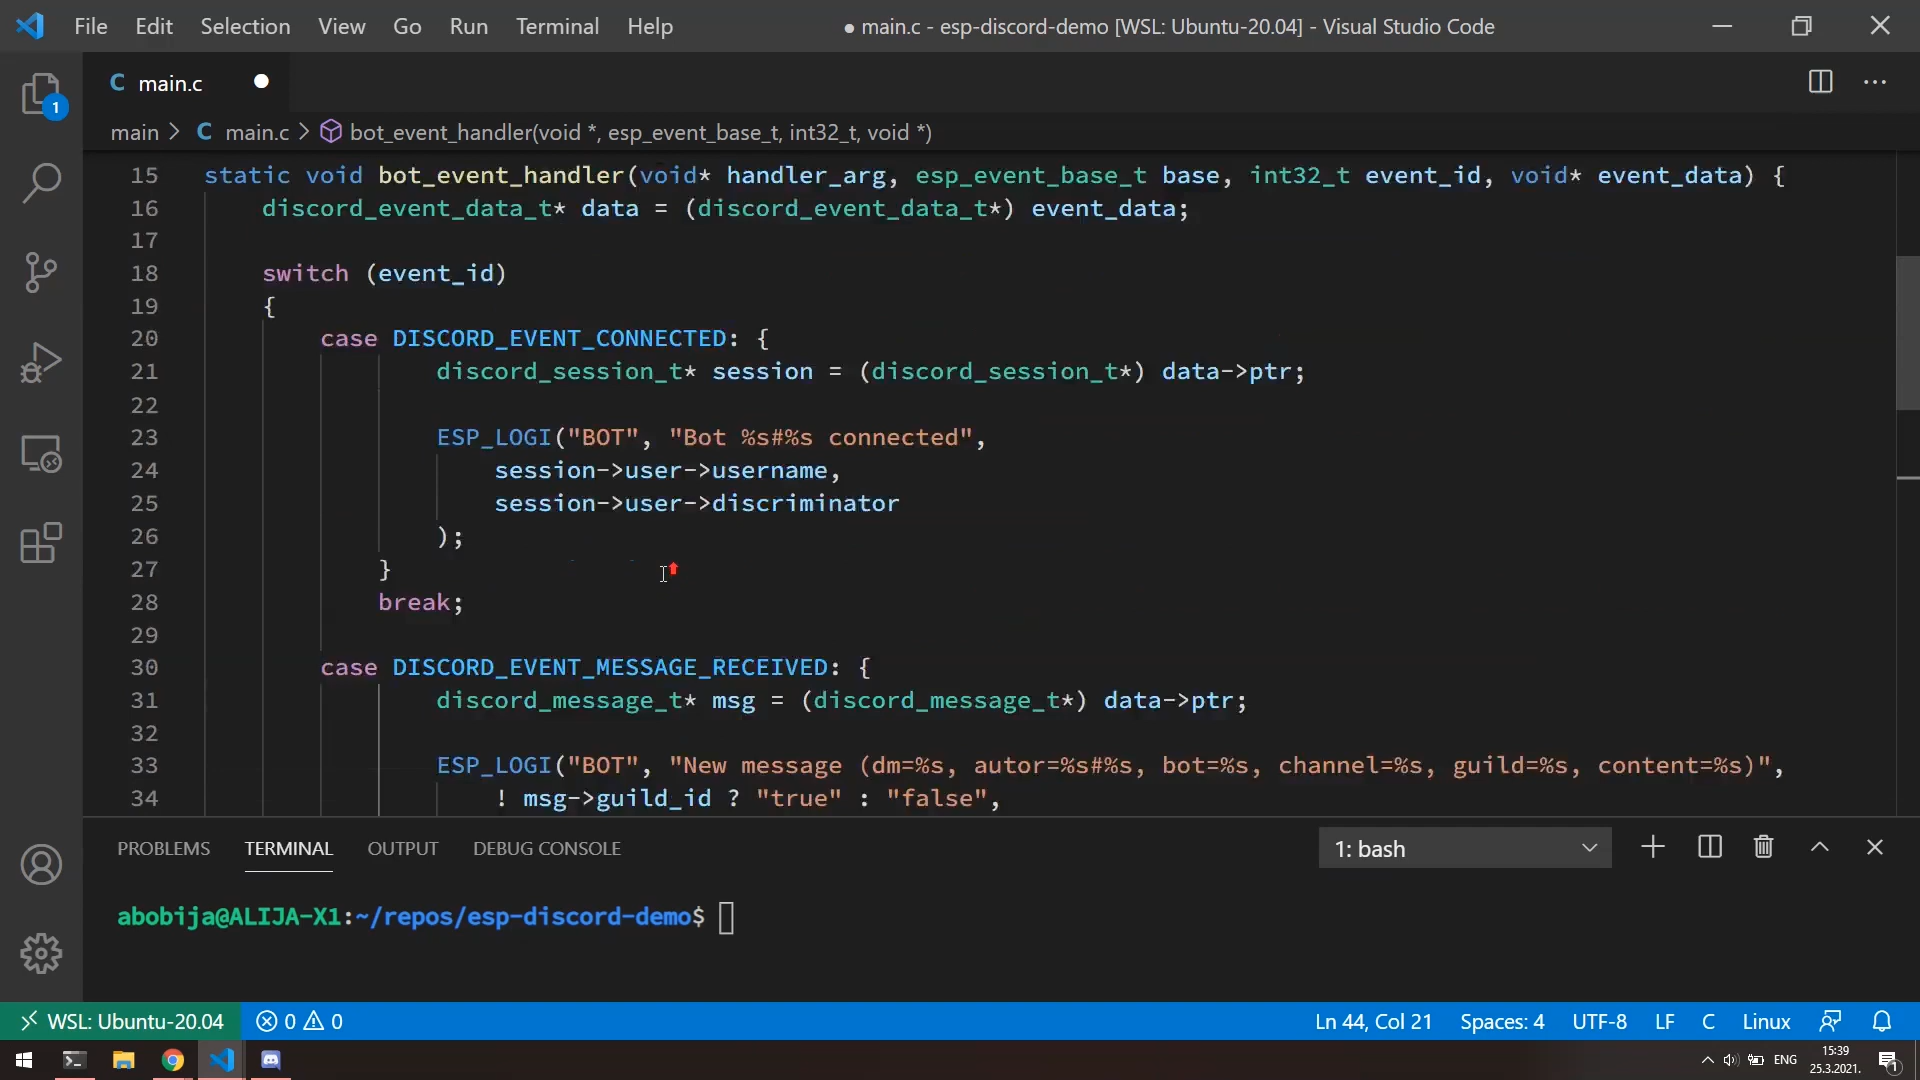 File Edit Selection View Go Run Terminal Help ● main.c - esp-discord-demo [WSL: Ubuntu-20.04] - Visual Studio Code
C main.c
main > C main.c > bot_event_handler(void *, esp_event_base_t, int32_t, void *)
1
15 static void bot_event_handler(void* handler_arg, esp_event_base_t base, int32_t event_id, void* event_data) {
16 discord_event_data_t* data = (discord_event_data_t*) event_data;
17
18 switch (event_id)
19 {
20 case DISCORD_EVENT_CONNECTED: {
21 discord_session_t* session = (discord_session_t*) data->ptr;
22
23 ESP_LOGI("BOT", "Bot %s#%s connected",
24 session->user->username,
25 session->user->discriminator
26 );
27 }
28 break;
29
30 case DISCORD_EVENT_MESSAGE_RECEIVED: {
31 discord_message_t* msg = (discord_message_t*) data->ptr;
32
33 ESP_LOGI("BOT", "New message (dm=%s, autor=%s#%s, bot=%s, channel=%s, guild=%s, content=%s)",
34 ! msg->guild_id ? "true" : "false",
PROBLEMS TERMINAL OUTPUT DEBUG CONSOLE 1: bash
abobija@ALIJA-X1:~/repos/esp-discord-demo$
WSL: Ubuntu-20.04 0 0 Ln 44, Col 21 Spaces: 4 UTF-8 LF C Linux
ENG 15:39
25.3.2021. 1